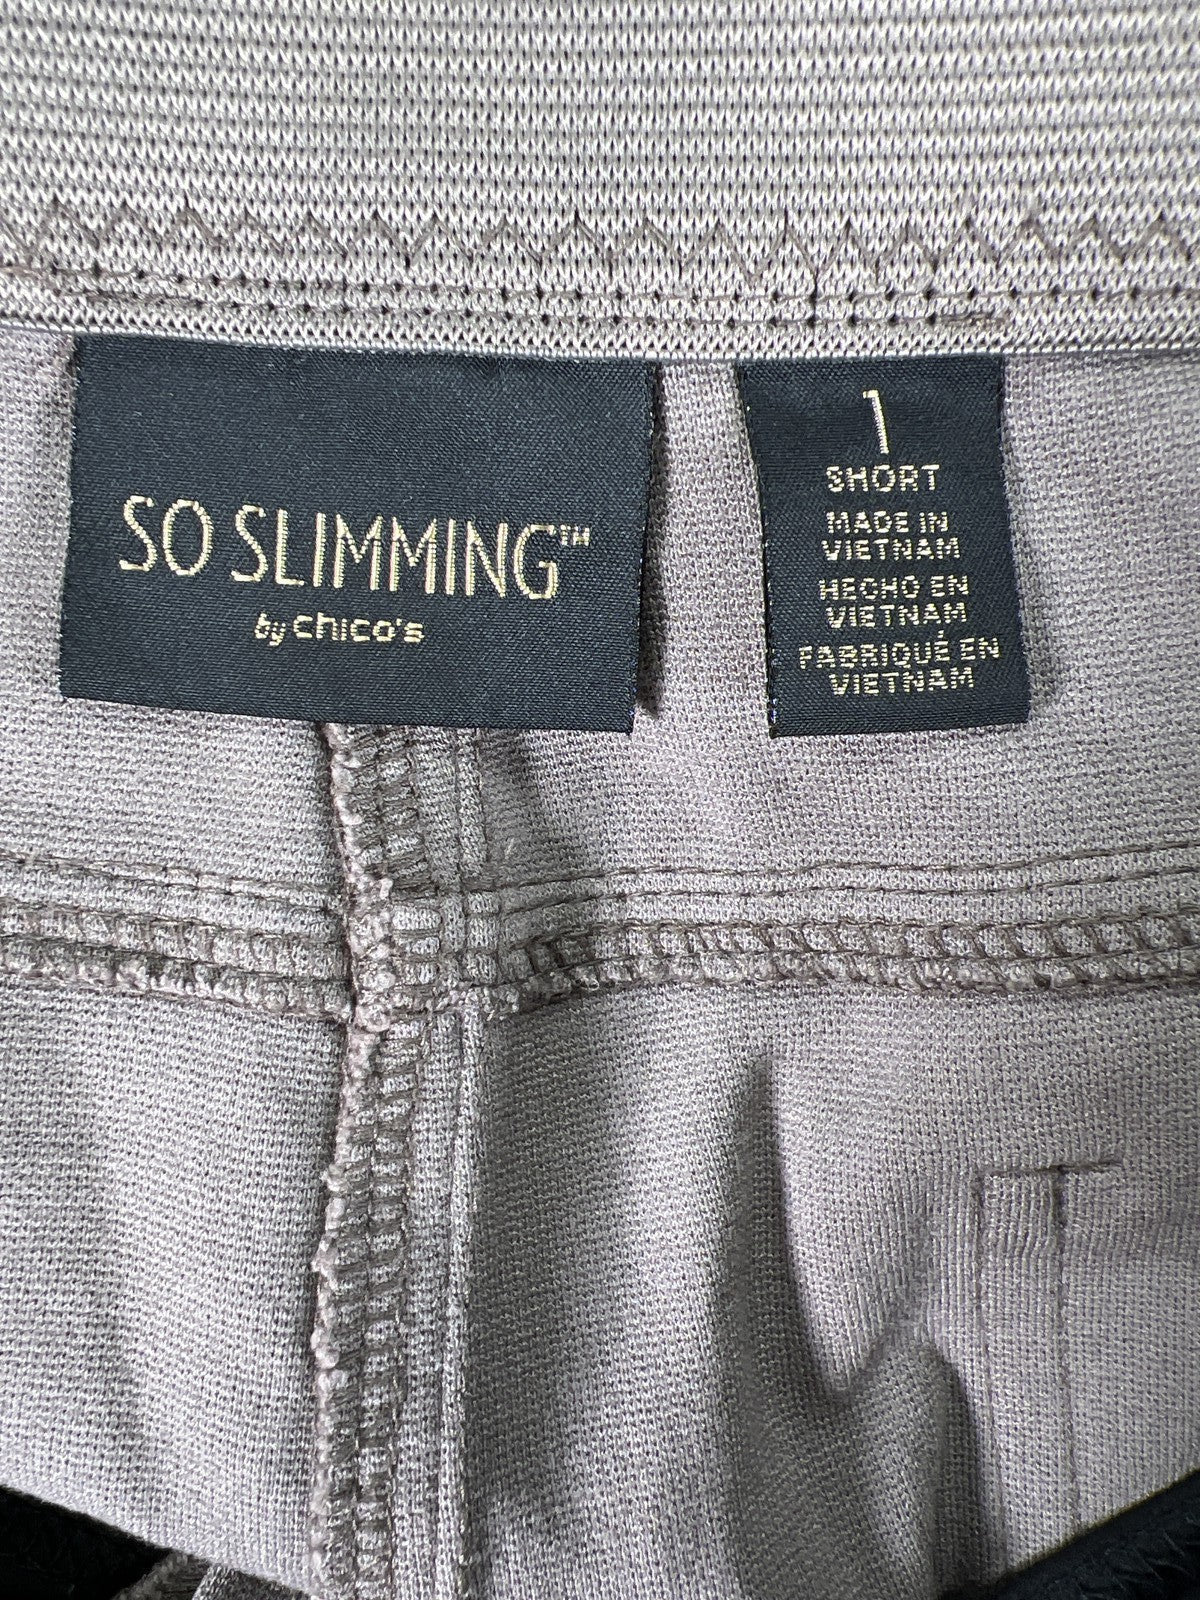 SO SLIMMING™
by chico's
1
SHORT
MADE IN
VIETNAM
HECHO EN
VIETNAM
FABRIQUÉ EN
VIETNAM